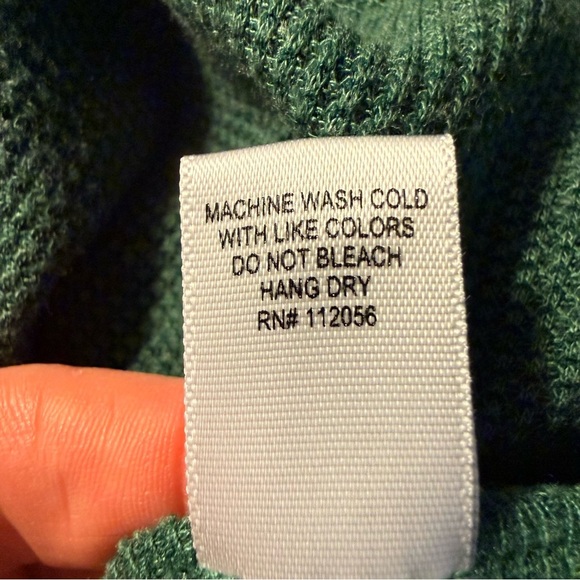 MACHINE WASH COLD
WITH LIKE COLORS
DO NOT BLEACH
HANG DRY
RN# 112056